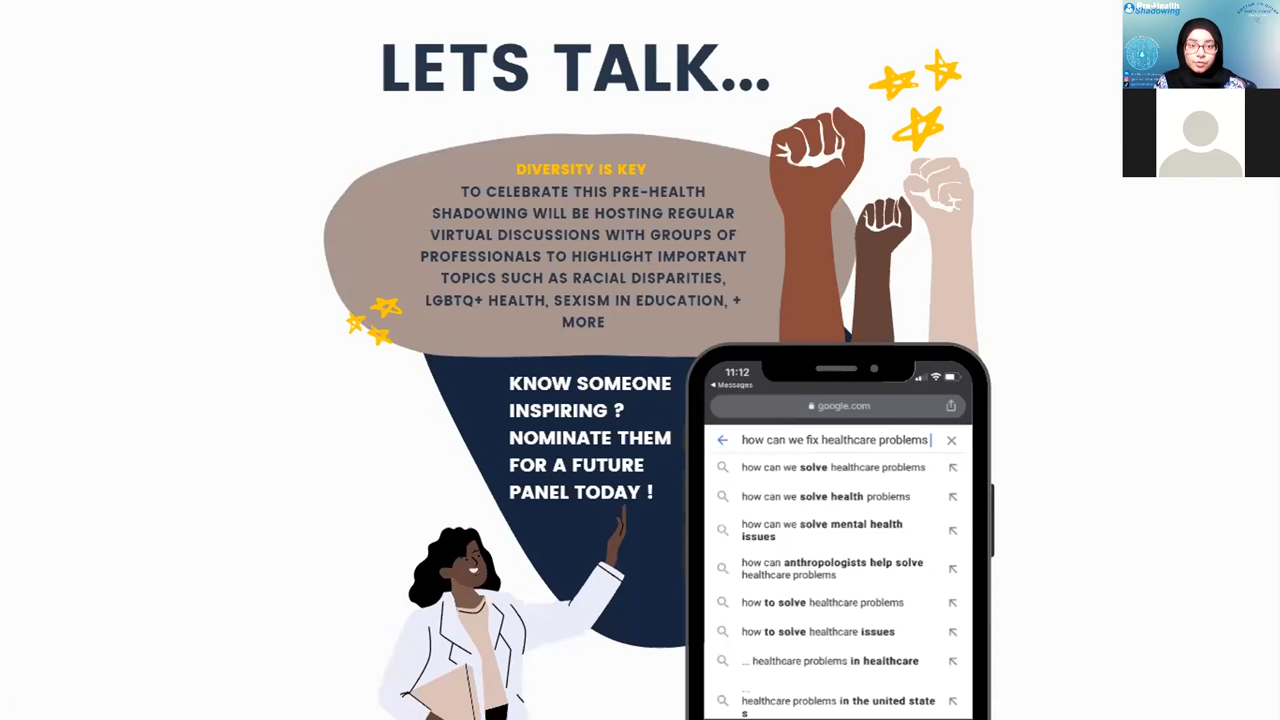 LETS TALK...
DIVERSITY IS KEY
TO CELEBRATE THIS PRE-HEALTH
SHADOWING WILL BE HOSTING REGULAR
VIRTUAL DISCUSSIONS WITH GROUPS OF
PROFESSIONALS TO HIGHLIGHT IMPORTANT
TOPICS SUCH AS RACIAL DISPARITIES,
LGBTQ+ HEALTH, SEXISM IN EDUCATION, +
MORE
KNOW SOMEONE
INSPIRING ?
NOMINATE THEM
FOR A FUTURE
PANEL TODAY !
11:12
Messages
google.com
how can we fix healthcare problems
how can we solve healthcare problems
how can we solve health problems
how can we solve mental health
issues
how can anthropologists help solve
healthcare problems
how to solve healthcare problems
how to solve healthcare issues
... healthcare problems in healthcare
...
healthcare problems in the united state
s
Pre-Health
Shadowing